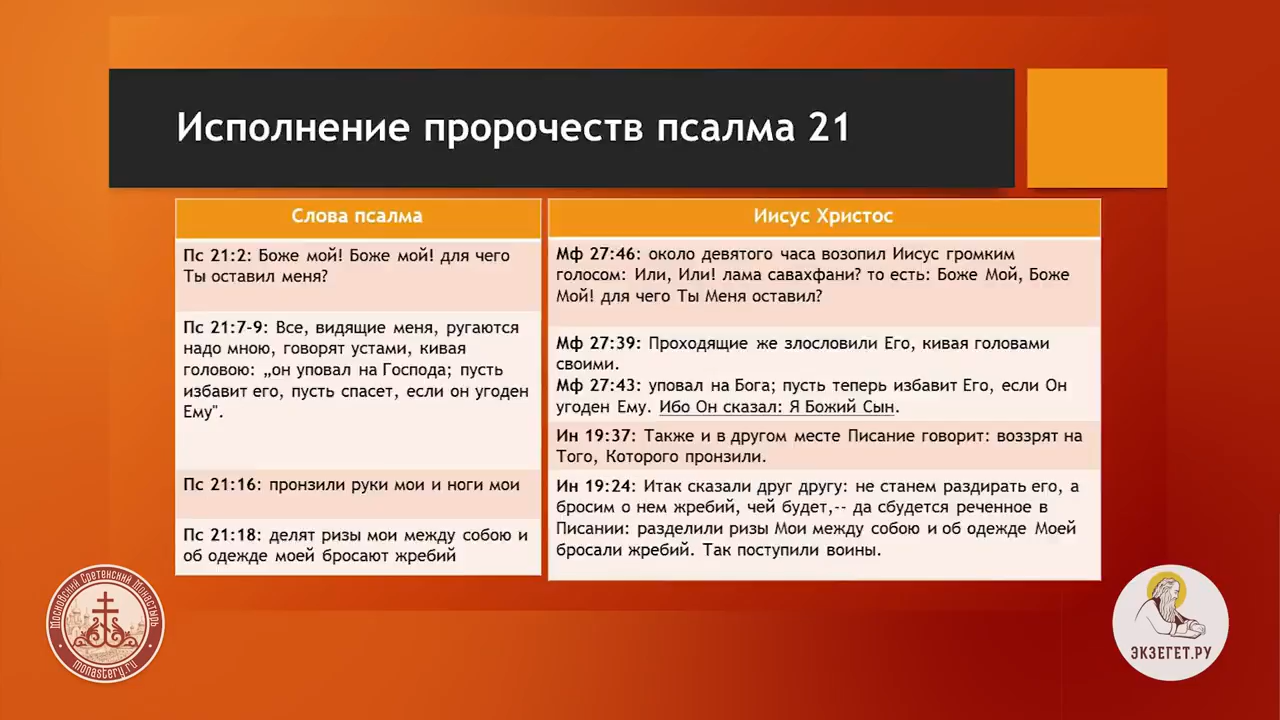 Исполнение пророчеств псалма 21
Слова псалма
Пс 21:2: Боже мой! Боже мой! для чего
Ты оставил меня?
Пс 21:7-9: Все, видящие меня, ругаются
надо мною, говорят устами, кивая
головою: „он уповал на Господа; пусть
избавит его, пусть спасет, если он угоден
Ему".
Пс 21:16: пронзили руки мои и ноги мои
Пс 21:18: делят ризы мои между собою и
об одежде моей бросают жребий
Иисус Христос
Мф 27:46: около девятого часа возопил Иисус громким
голосом: Или, Или! лама савахфани? то есть: Боже Мой, Боже
Мой! для чего Ты Меня оставил?
Мф 27:39: Проходящие же злословили Его, кивая головами
своими.
Мф 27:43: уповал на Бога; пусть теперь избавит Его, если Он
угоден Ему. Ибо Он сказал: Я Божий Сын.
Ин 19:37: Также и в другом месте Писание говорит: воззрят на
Того, Которого пронзили.
Ин 19:24: Итак сказали друг другу: не станем раздирать его, а
бросим о нем жребий, чей будет,-- да сбудется реченное в
Писании: разделили ризы Мои между собою и об одежде Моей
бросали жребий. Так поступили воины.
Московский Сретенский Монастырь
monastery.ru
ЭКЗЕГЕТ.РУ